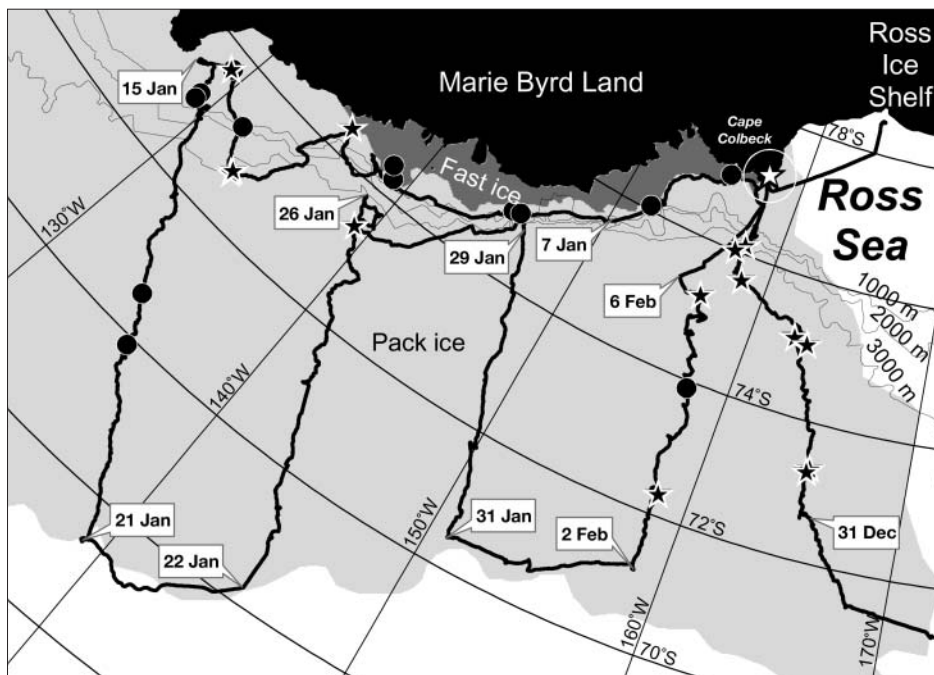 Ross
Ice
Shelf
Marie Byrd Land
15 Jan
Cape
Colbeck
78°S
Fast ice
130°W
26 Jan
29 Jan
7 Jan
Ross
Sea
6 Feb
1000 m
2000 m
3000 m
Pack ice
140°W
74°S
21 Jan
22 Jan
150°W
31 Jan
2 Feb
72°S
31 Dec
160°W
70°S
170°W